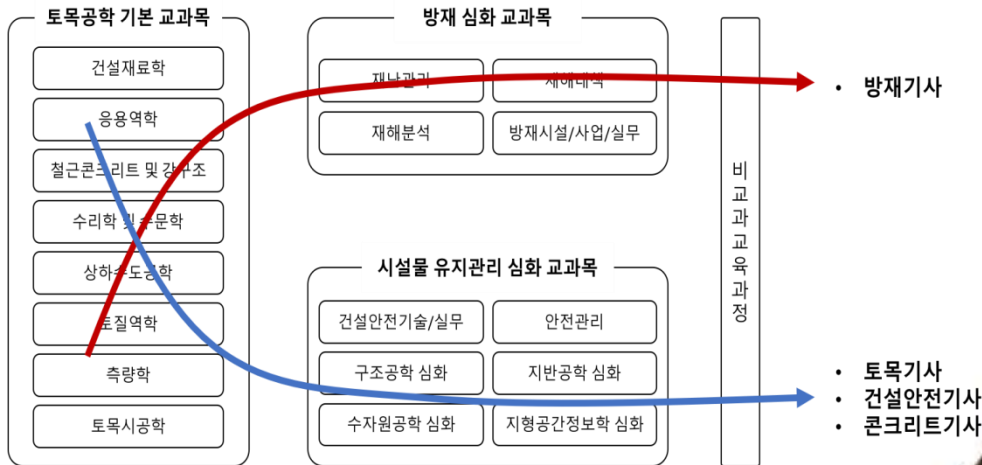 토목공학 기본 교과목
건설재료학
응용역학
철근콘크리트 및 강구조
수리학 및 수문학
상하수도공학
토질역학
측량학
토목시공학
방재 심화 교과목
재난관리
재해대책
재해분석
방재시설/사업/실무
시설물 유지관리 심화 교과목
건설안전기술/실무
안전관리
구조공학 심화
지반공학 심화
수자원공학 심화
지형공간정보학 심화
비교과교육과정
• 방재기사
• 토목기사
• 건설안전기사
• 콘크리트기사